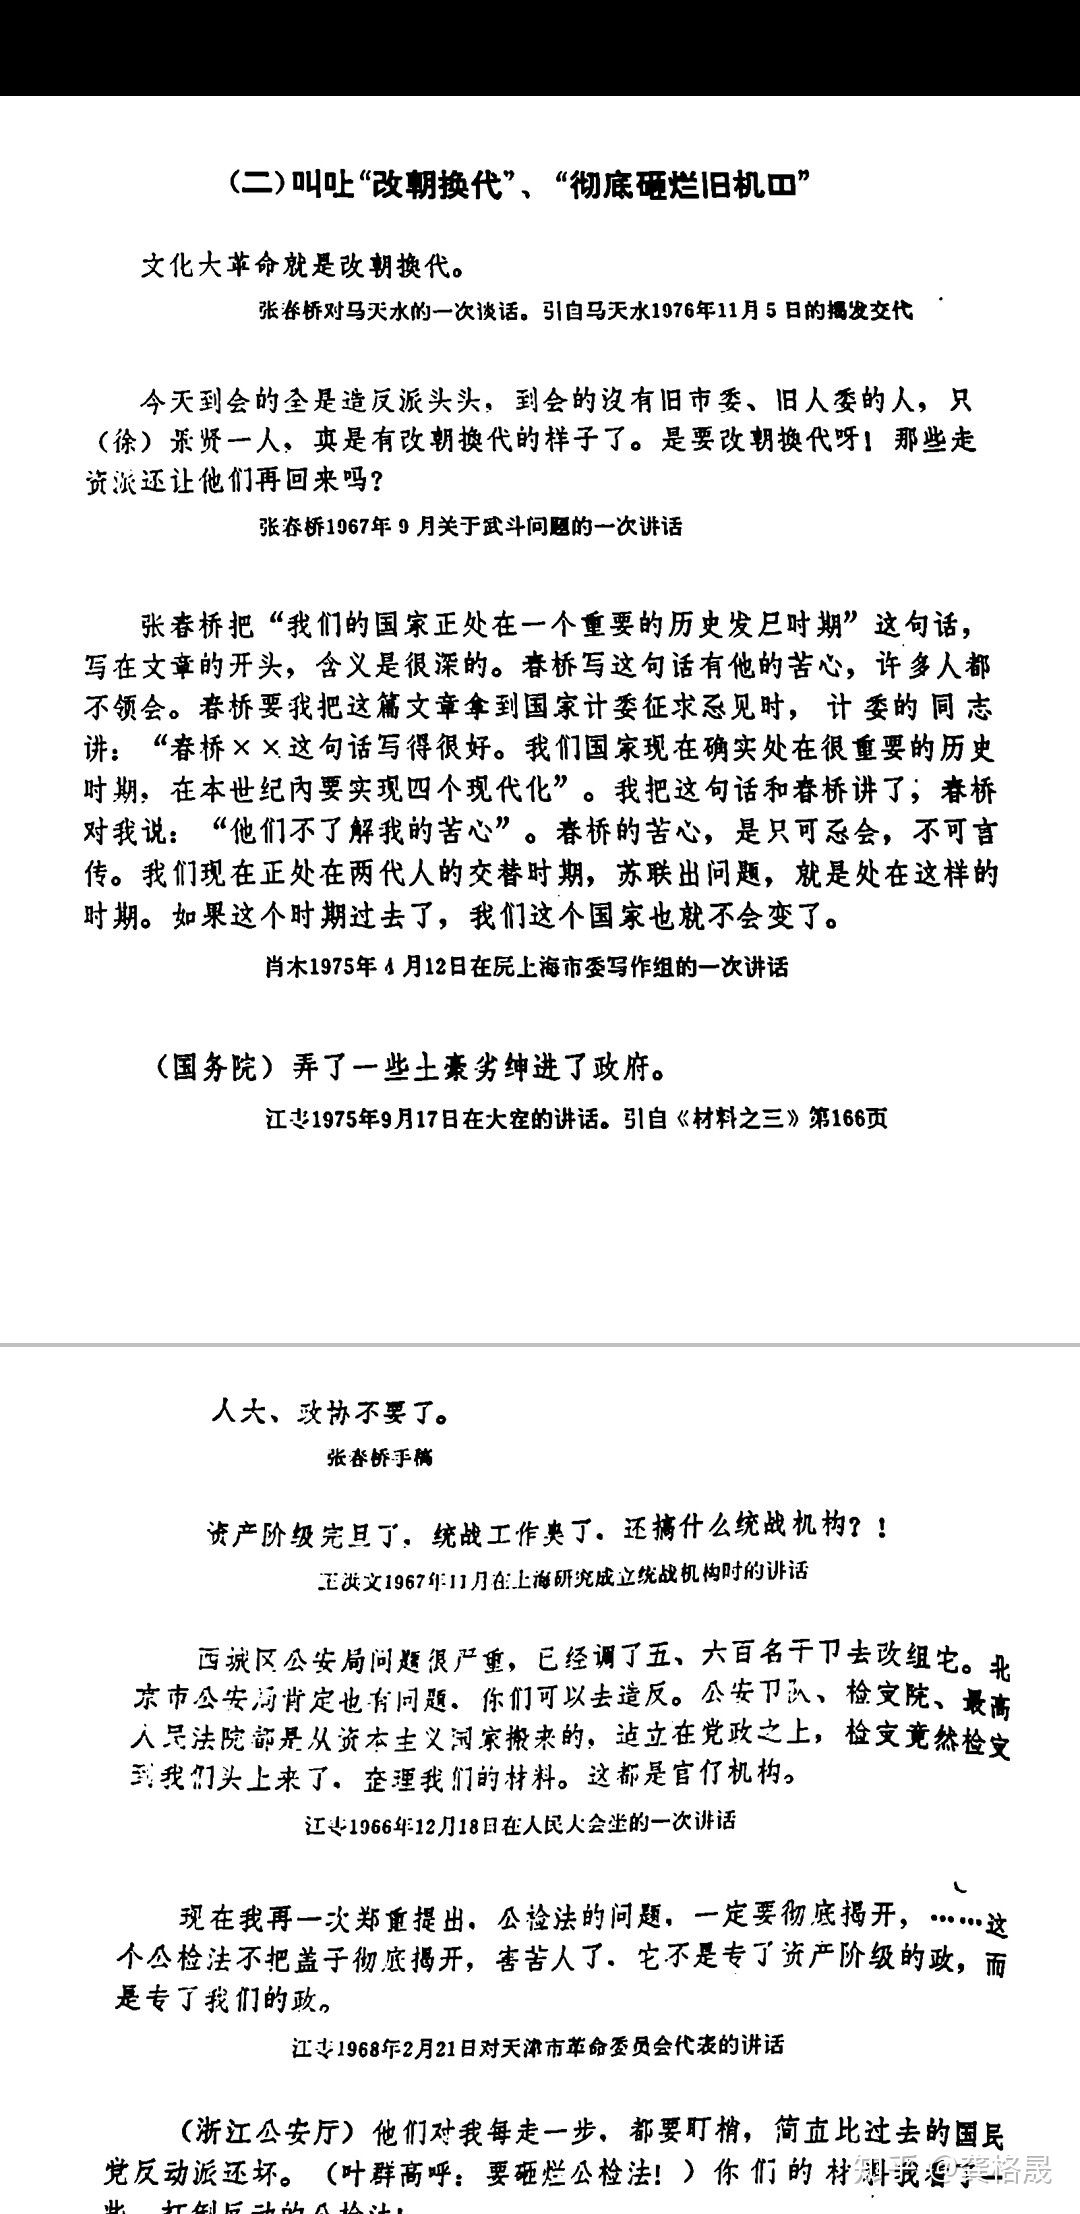 （二）叫吐“改朝换代”、“彻底砸烂旧机四”
文化大革命就是改朝换代。
张春桥对马天水的一次谈话。引自马天水1976年11月5日的揭发交代
今天到会的全是造反派头头，到会的沒有旧市委、旧人委的人，只
（徐）景贤一人，真是有改朝换代的样子了。是要改朝换代呀！那些走
资派还让他们再回来吗？
张春桥1967年9月关于武斗问题的一次讲话
张春桥把“我们的国家正处在一个重要的历史发尸时期”这句话，
写在文章的开头，含义是很深的。春桥写这句话有他的苦心，许多人都
不领会。春桥要我把这篇文章拿到国家计委征求忍见时，计委的同志
讲：“春桥××这句话写得很好。我们国家现在确实处在很重要的历史
时期，在本世纪內要实现四个现代化”。我把这句话和春桥讲了；春桥
对我说：“他们不了解我的苦心”。春桥的苦心，是只可忍会，不可言
传。我们现在正处在两代人的交替时期，苏联出问题，就是处在这样的
时期。如果这个时期过去了，我们这个国家也就不会变了。
肖木1975年4月12日在原上海市委写作组的一次讲话
（国务院）弄了一些土豪劣绅进了政府。
江青1975年9月17日在大寨的讲话。引自《材料之三》第166页
人大、政协不要了。
张春桥手稿
资产阶级完旦了，统战工作臭了，还搞什么统战机构？！
王洪文1967年11月在上海研究成立统战机构时的讲话
西城区公安局问题很严重，已经调了五、六百名干卩去改组它。北
京市公安局肯定也有问题，你们可以去造反。公安卩队、检支院、最高
人民法院都是从资本主义国家搬来的，迠立在党政之上，检支竟然检支
到我们头上来了，在理我们的材料。这都是官仃机构。
江青1966年12月18日在人民大会堂的一次讲话
现在我再一次郑重提出，公检法的问题，一定要彻底揭开，……这
个公检法不把盖子彻底揭开，害苦人了，它不是专了资产阶级的政，而
是专了我们的政。
江青1968年2月21日对天津市革命委员会代表的讲话
（浙江公安厅）他们对我每走一步，都要盯梢，简直比过去的国民
党反动派还坏。（叶群高呼：要砸烂公检法！）你们的材料我看了一
些，打倒反动的公检法！
知乎 @龚格晟